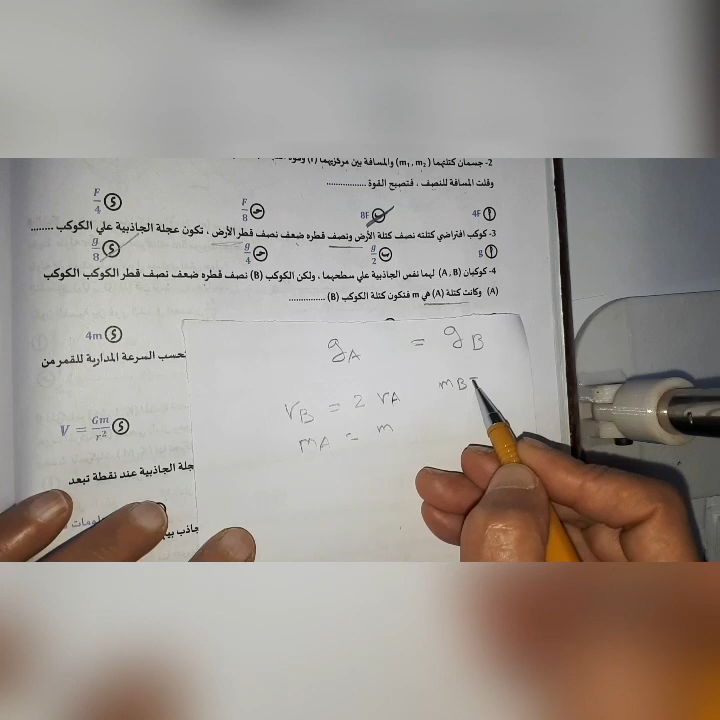 2- جسمان كتلتهما (m₁ , m₂) والمسافة بين مركزيهما (r)
وقلت المسافة للنصف ، فتصبح القوة ................
أ 4F ب 8F ج F/8 د F/4
3- كوكب افتراضي كتلته نصف كتلة الأرض ونصف قطره ضعف نصف قطر الأرض ، تكون عجلة الجاذبية علي الكوكب ........
أ g ب g/2 ج g/4 د g/8
4- كوكبان (A , B) لهما نفس الجاذبية علي سطحهما ، ولكن الكوكب (B) نصف قطره ضعف نصف قطر الكوكب الكوكب
(A) وكانت كتلة (A) هي m فتكون كتلة الكوكب (B) ................
د 4m
تحسب السرعة المدارية للقمر من
د V = Gm/r²
جلة الجاذبية عند نقطة تبعد
gA = gB
rB = 2 rA mB=
mA = m